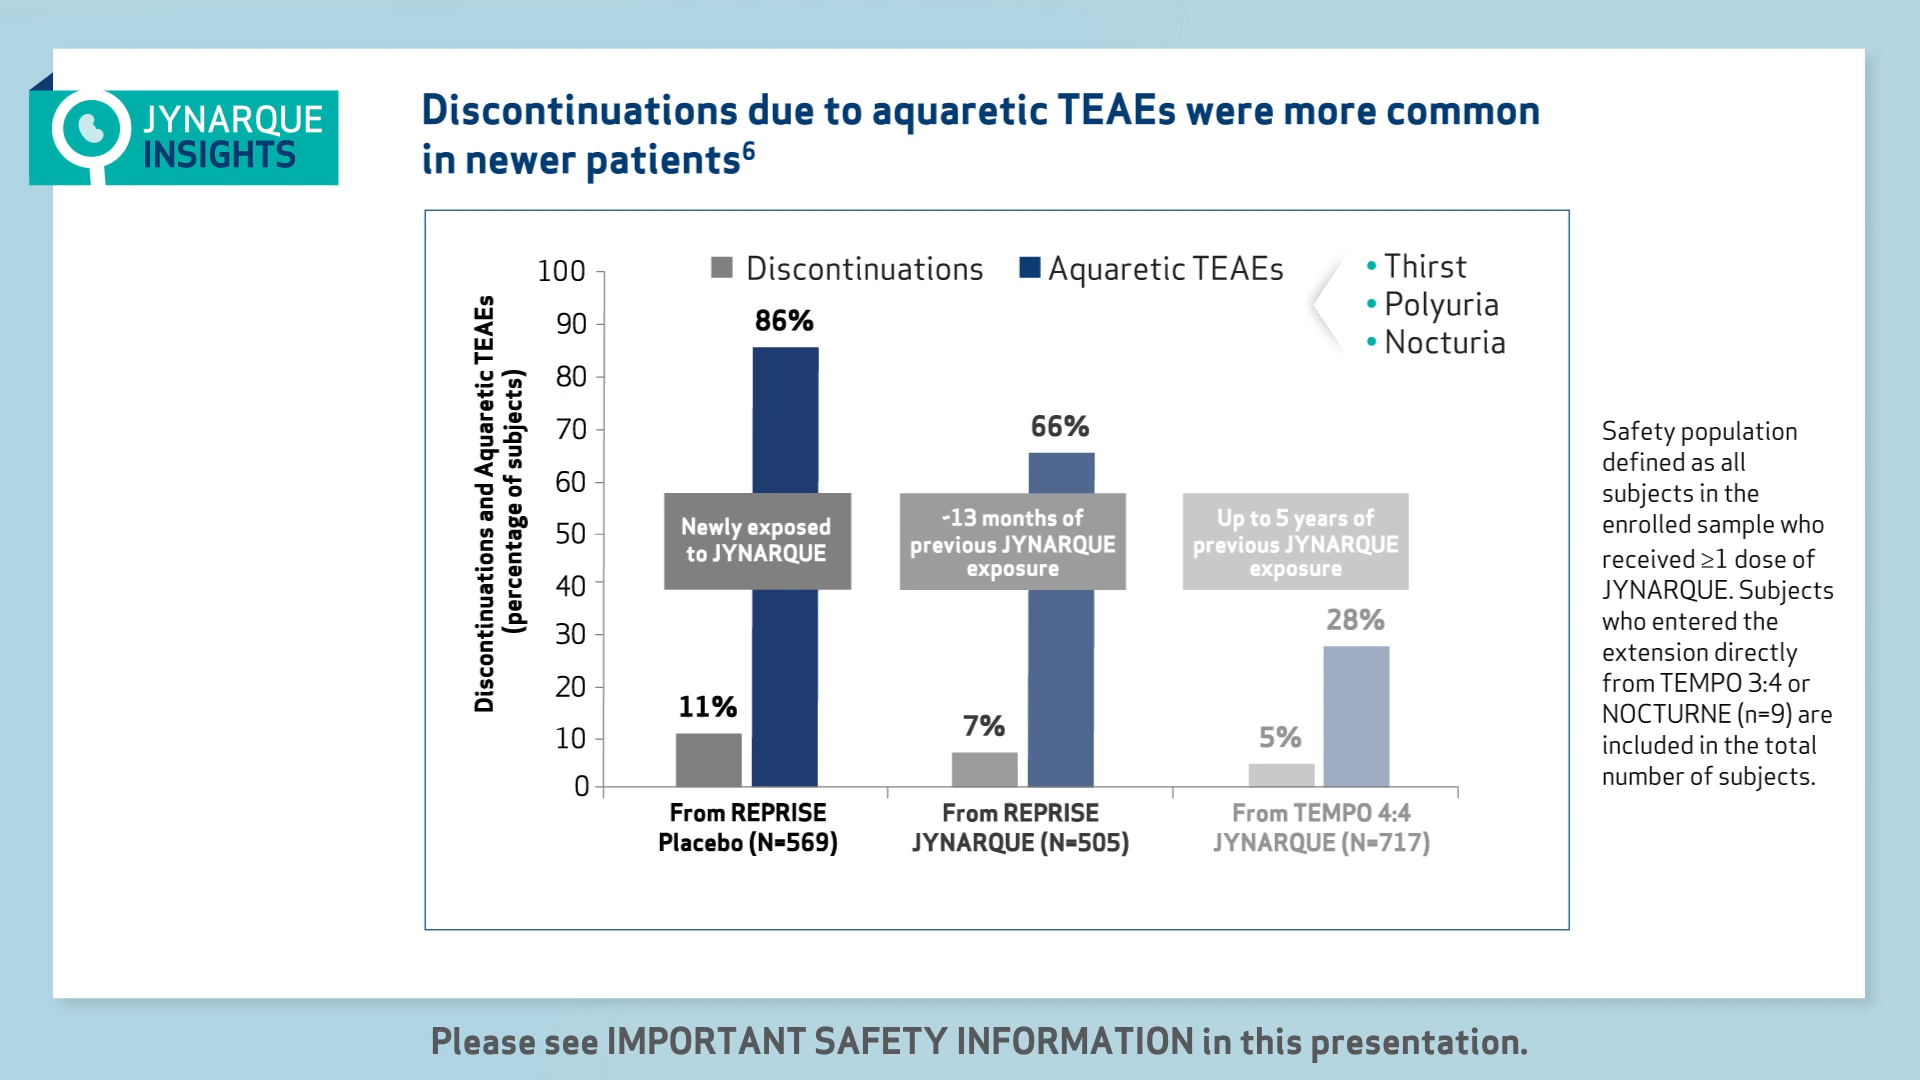 JYNARQUE
INSIGHTS
Discontinuations due to aquaretic TEAEs were more common
in newer patients⁶
Discontinuations and Aquaretic TEAEs
(percentage of subjects)
100
90
80
70
60
50
40
30
20
10
0
Discontinuations
Aquaretic TEAEs
• Thirst
• Polyuria
• Nocturia
86%
11%
Newly exposed
to JYNARQUE
From REPRISE
Placebo (N=569)
66%
7%
~13 months of
previous JYNARQUE
exposure
From REPRISE
JYNARQUE (N=505)
Up to 5 years of
previous JYNARQUE
exposure
28%
5%
From TEMPO 4:4
JYNARQUE (N=717)
Safety population
defined as all
subjects in the
enrolled sample who
received ≥1 dose of
JYNARQUE. Subjects
who entered the
extension directly
from TEMPO 3:4 or
NOCTURNE (n=9) are
included in the total
number of subjects.
Please see IMPORTANT SAFETY INFORMATION in this presentation.